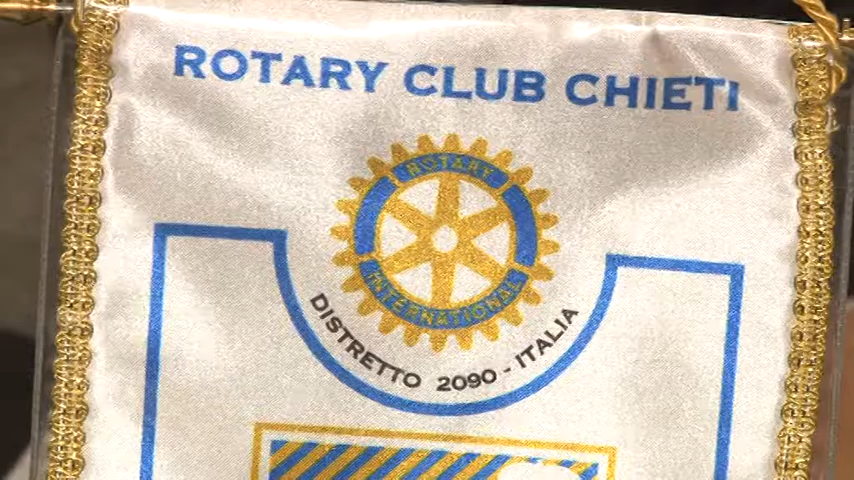 ROTARY CLUB CHIETI
ROTARY
INTERNATIONAL
DISTRETTO 2090 - ITALIA